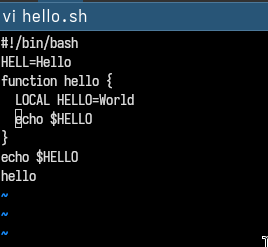 vi hello.sh
#!/bin/bash
HELL=Hello
function hello {
  LOCAL HELLO=World
  echo $HELLO
}
echo $HELLO
hello
~
~
~